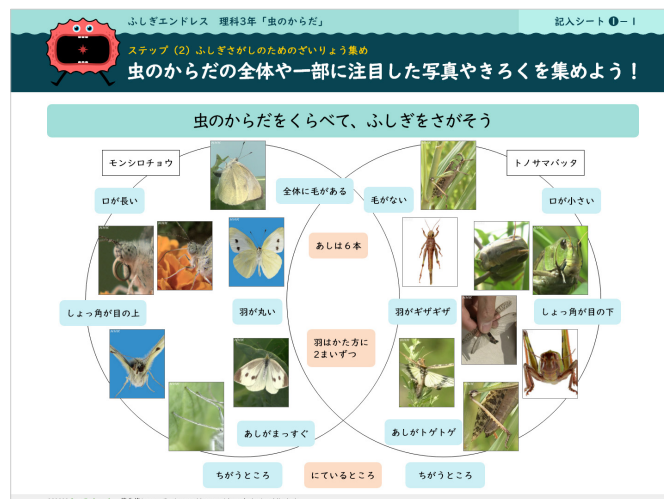 ふしぎエンドレス 理科3年「虫のからだ」
記入シート❶－1
ステップ（2）ふしぎさがしのためのざいりょう集め
虫のからだの全体や一部に注目した写真やきろくを集めよう！
虫のからだをくらべて、ふしぎをさがそう
モンシロチョウ
トノサマバッタ
全体に毛がある
毛がない
口が長い
口が小さい
あしは6本
しょっ角が目の上
羽が丸い
羽がギザギザ
しょっ角が目の下
羽はかた方に
2まいずつ
あしがまっすぐ
あしがトゲトゲ
ちがうところ
にているところ
ちがうところ